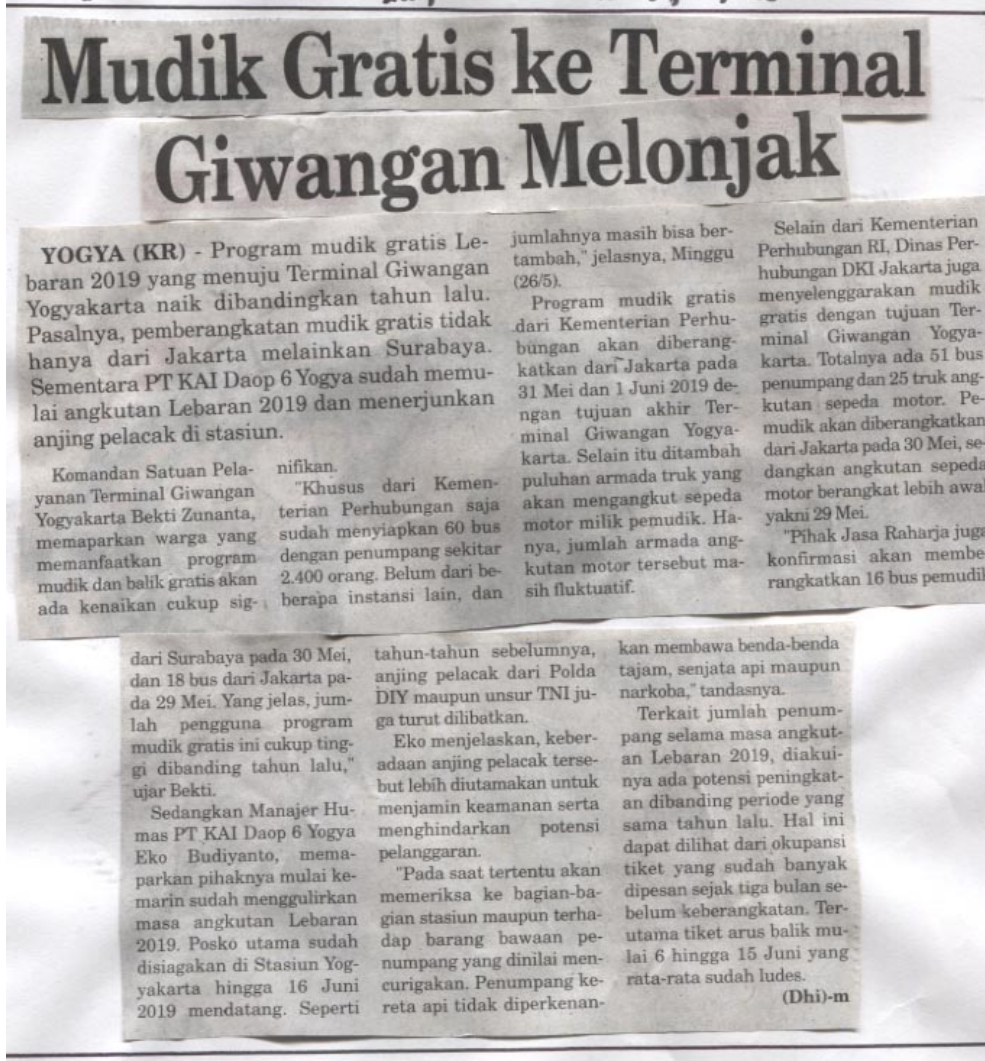 Mudik Gratis ke Terminal
Giwangan Melonjak
YOGYA (KR) - Program mudik gratis Le-
baran 2019 yang menuju Terminal Giwangan
Yogyakarta naik dibandingkan tahun lalu.
Pasalnya, pemberangkatan mudik gratis tidak
hanya dari Jakarta melainkan Surabaya.
Sementara PT KAI Daop 6 Yogya sudah memu-
lai angkutan Lebaran 2019 dan menerjunkan
anjing pelacak di stasiun.
Komandan Satuan Pela-
yanan Terminal Giwangan
Yogyakarta Bekti Zunanta,
memaparkan warga yang
memanfaatkan program
mudik dan balik gratis akan
ada kenaikan cukup sig-
nifikan.
"Khusus dari Kemen-
terian Perhubungan saja
sudah menyiapkan 60 bus
dengan penumpang sekitar
2.400 orang. Belum dari be-
berapa instansi lain, dan
jumlahnya masih bisa ber-
tambah," jelasnya, Minggu
(26/5).
Program mudik gratis
dari Kementerian Perhu-
bungan akan diberang-
katkan dari Jakarta pada
31 Mei dan 1 Juni 2019 de-
ngan tujuan akhir Ter-
minal Giwangan Yogya-
karta. Selain itu ditambah
puluhan armada truk yang
akan mengangkut sepeda
motor milik pemudik. Ha-
nya, jumlah armada ang-
kutan motor tersebut ma-
sih fluktuatif.
Selain dari Kementerian
Perhubungan RI, Dinas Per-
hubungan DKI Jakarta juga
menyelenggarakan mudik
gratis dengan tujuan Ter-
minal Giwangan Yogya-
karta. Totalnya ada 51 bus
penumpang dan 25 truk ang-
kutan sepeda motor. Pe-
mudik akan diberangkatkan
dari Jakarta pada 30 Mei, se-
dangkan angkutan sepeda
motor berangkat lebih awal
yakni 29 Mei.
"Pihak Jasa Raharja juga
konfirmasi akan membe-
rangkatkan 16 bus pemudik
dari Surabaya pada 30 Mei,
dan 18 bus dari Jakarta pa-
da 29 Mei. Yang jelas, jum-
lah pengguna program
mudik gratis ini cukup ting-
gi dibanding tahun lalu,"
ujar Bekti.
Sedangkan Manajer Hu-
mas PT KAI Daop 6 Yogya
Eko Budiyanto, mema-
parkan pihaknya mulai ke-
marin sudah menggulirkan
masa angkutan Lebaran
2019. Posko utama sudah
disiagakan di Stasiun Yog-
yakarta hingga 16 Juni
2019 mendatang. Seperti
tahun-tahun sebelumnya,
anjing pelacak dari Polda
DIY maupun unsur TNI ju-
ga turut dilibatkan.
Eko menjelaskan, keber-
adaan anjing pelacak terse-
but lebih diutamakan untuk
menjamin keamanan serta
menghindarkan potensi
pelanggaran.
"Pada saat tertentu akan
memeriksa ke bagian-ba-
gian stasiun maupun terha-
dap barang bawaan pe-
numpang yang dinilai men-
curigakan. Penumpang ke-
reta api tidak diperkenan-
kan membawa benda-benda
tajam, senjata api maupun
narkoba," tandasnya.
Terkait jumlah penum-
pang selama masa angkut-
an Lebaran 2019, diakui-
nya ada potensi peningkat-
an dibanding periode yang
sama tahun lalu. Hal ini
dapat dilihat dari okupansi
tiket yang sudah banyak
dipesan sejak tiga bulan se-
belum keberangkatan. Ter-
utama tiket arus balik mu-
lai 6 hingga 15 Juni yang
rata-rata sudah ludes.
(Dhi)-m